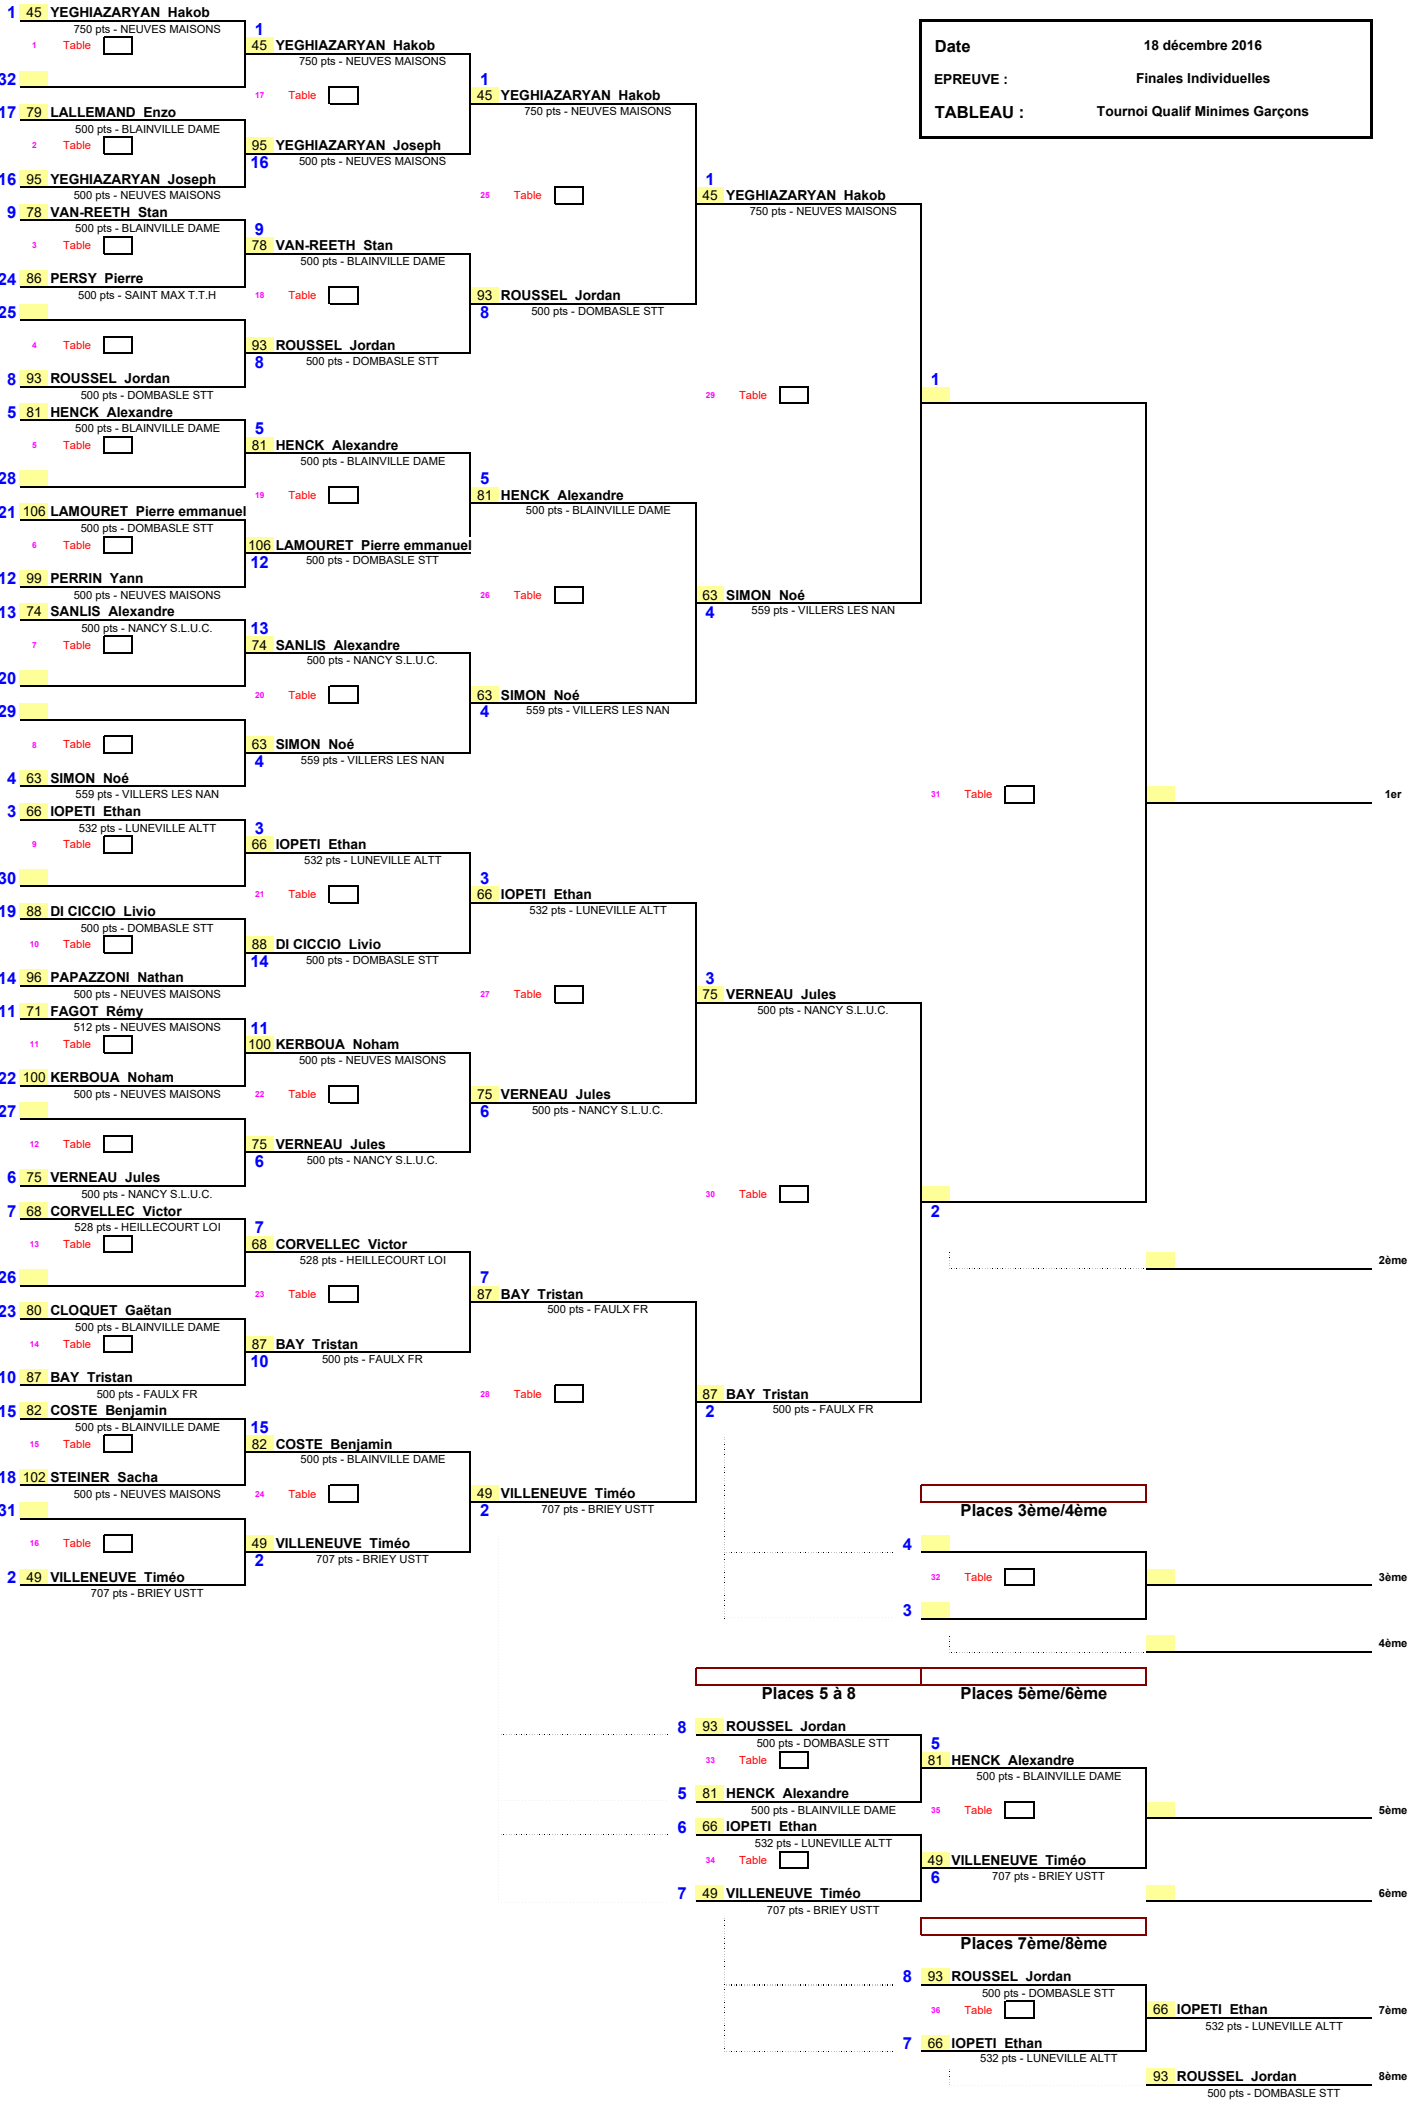 Date 18 décembre 2016
EPREUVE : Finales Individuelles
TABLEAU : Tournoi Qualif Minimes Garçons
1 45 YEGHIAZARYAN Hakob
750 pts - NEUVES MAISONS
1 Table
32
17 79 LALLEMAND Enzo
500 pts - BLAINVILLE DAME
2 Table
16 95 YEGHIAZARYAN Joseph
500 pts - NEUVES MAISONS
9 78 VAN-REETH Stan
500 pts - BLAINVILLE DAME
3 Table
24 86 PERSY Pierre
500 pts - SAINT MAX T.T.H
25
4 Table
8 93 ROUSSEL Jordan
500 pts - DOMBASLE STT
5 81 HENCK Alexandre
500 pts - BLAINVILLE DAME
5 Table
28
21 106 LAMOURET Pierre emmanuel
500 pts - DOMBASLE STT
6 Table
12 99 PERRIN Yann
500 pts - NEUVES MAISONS
13 74 SANLIS Alexandre
500 pts - NANCY S.L.U.C.
7 Table
20
29
8 Table
4 63 SIMON Noé
559 pts - VILLERS LES NAN
3 66 IOPETI Ethan
532 pts - LUNEVILLE ALTT
9 Table
30
19 88 DI CICCIO Livio
500 pts - DOMBASLE STT
10 Table
14 96 PAPAZZONI Nathan
500 pts - NEUVES MAISONS
11 71 FAGOT Rémy
512 pts - NEUVES MAISONS
11 Table
22 100 KERBOUA Noham
500 pts - NEUVES MAISONS
27
12 Table
6 75 VERNEAU Jules
500 pts - NANCY S.L.U.C.
7 68 CORVELLEC Victor
528 pts - HEILLECOURT LOI
13 Table
26
23 80 CLOQUET Gaëtan
500 pts - BLAINVILLE DAME
14 Table
10 87 BAY Tristan
500 pts - FAULX FR
15 82 COSTE Benjamin
500 pts - BLAINVILLE DAME
15 Table
18 102 STEINER Sacha
500 pts - NEUVES MAISONS
31
16 Table
2 49 VILLENEUVE Timéo
707 pts - BRIEY USTT
1
45 YEGHIAZARYAN Hakob
750 pts - NEUVES MAISONS
17 Table
95 YEGHIAZARYAN Joseph
16 500 pts - NEUVES MAISONS
9
78 VAN-REETH Stan
500 pts - BLAINVILLE DAME
18 Table
93 ROUSSEL Jordan
8 500 pts - DOMBASLE STT
5
81 HENCK Alexandre
500 pts - BLAINVILLE DAME
19 Table
106 LAMOURET Pierre emmanuel
12 500 pts - DOMBASLE STT
13
74 SANLIS Alexandre
500 pts - NANCY S.L.U.C.
20 Table
63 SIMON Noé
4 559 pts - VILLERS LES NAN
3
66 IOPETI Ethan
532 pts - LUNEVILLE ALTT
21 Table
88 DI CICCIO Livio
14 500 pts - DOMBASLE STT
11
100 KERBOUA Noham
500 pts - NEUVES MAISONS
22 Table
75 VERNEAU Jules
6 500 pts - NANCY S.L.U.C.
7
68 CORVELLEC Victor
528 pts - HEILLECOURT LOI
23 Table
87 BAY Tristan
10 500 pts - FAULX FR
15
82 COSTE Benjamin
500 pts - BLAINVILLE DAME
24 Table
49 VILLENEUVE Timéo
2 707 pts - BRIEY USTT
1
45 YEGHIAZARYAN Hakob
750 pts - NEUVES MAISONS
25 Table
93 ROUSSEL Jordan
8 500 pts - DOMBASLE STT
5
81 HENCK Alexandre
500 pts - BLAINVILLE DAME
26 Table
63 SIMON Noé
4 559 pts - VILLERS LES NAN
3
66 IOPETI Ethan
532 pts - LUNEVILLE ALTT
27 Table
75 VERNEAU Jules
6 500 pts - NANCY S.L.U.C.
7
87 BAY Tristan
500 pts - FAULX FR
28 Table
49 VILLENEUVE Timéo
2 707 pts - BRIEY USTT
1
45 YEGHIAZARYAN Hakob
750 pts - NEUVES MAISONS
29 Table
63 SIMON Noé
4 559 pts - VILLERS LES NAN
3
75 VERNEAU Jules
500 pts - NANCY S.L.U.C.
30 Table
87 BAY Tristan
2 500 pts - FAULX FR
1
31 Table
1er
2
2ème
Places 3ème/4ème
4
32 Table
3ème
3
4ème
Places 5 à 8
8 93 ROUSSEL Jordan
500 pts - DOMBASLE STT
33 Table
5 81 HENCK Alexandre
500 pts - BLAINVILLE DAME
6 66 IOPETI Ethan
532 pts - LUNEVILLE ALTT
34 Table
7 49 VILLENEUVE Timéo
707 pts - BRIEY USTT
Places 5ème/6ème
5
81 HENCK Alexandre
500 pts - BLAINVILLE DAME
35 Table
5ème
49 VILLENEUVE Timéo
6 707 pts - BRIEY USTT
6ème
Places 7ème/8ème
8 93 ROUSSEL Jordan
500 pts - DOMBASLE STT
36 Table
7 66 IOPETI Ethan
532 pts - LUNEVILLE ALTT
66 IOPETI Ethan 7ème
532 pts - LUNEVILLE ALTT
93 ROUSSEL Jordan 8ème
500 pts - DOMBASLE STT